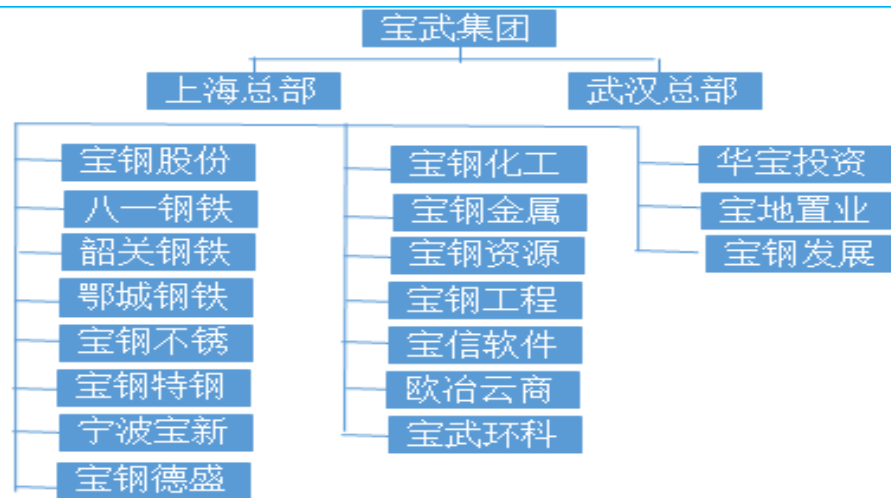 宝武集团
上海总部
武汉总部
宝钢股份
八一钢铁
韶关钢铁
鄂城钢铁
宝钢不锈
宝钢特钢
宁波宝新
宝钢德盛
宝钢化工
宝钢金属
宝钢资源
宝钢工程
宝信软件
欧冶云商
宝武环科
华宝投资
宝地置业
宝钢发展